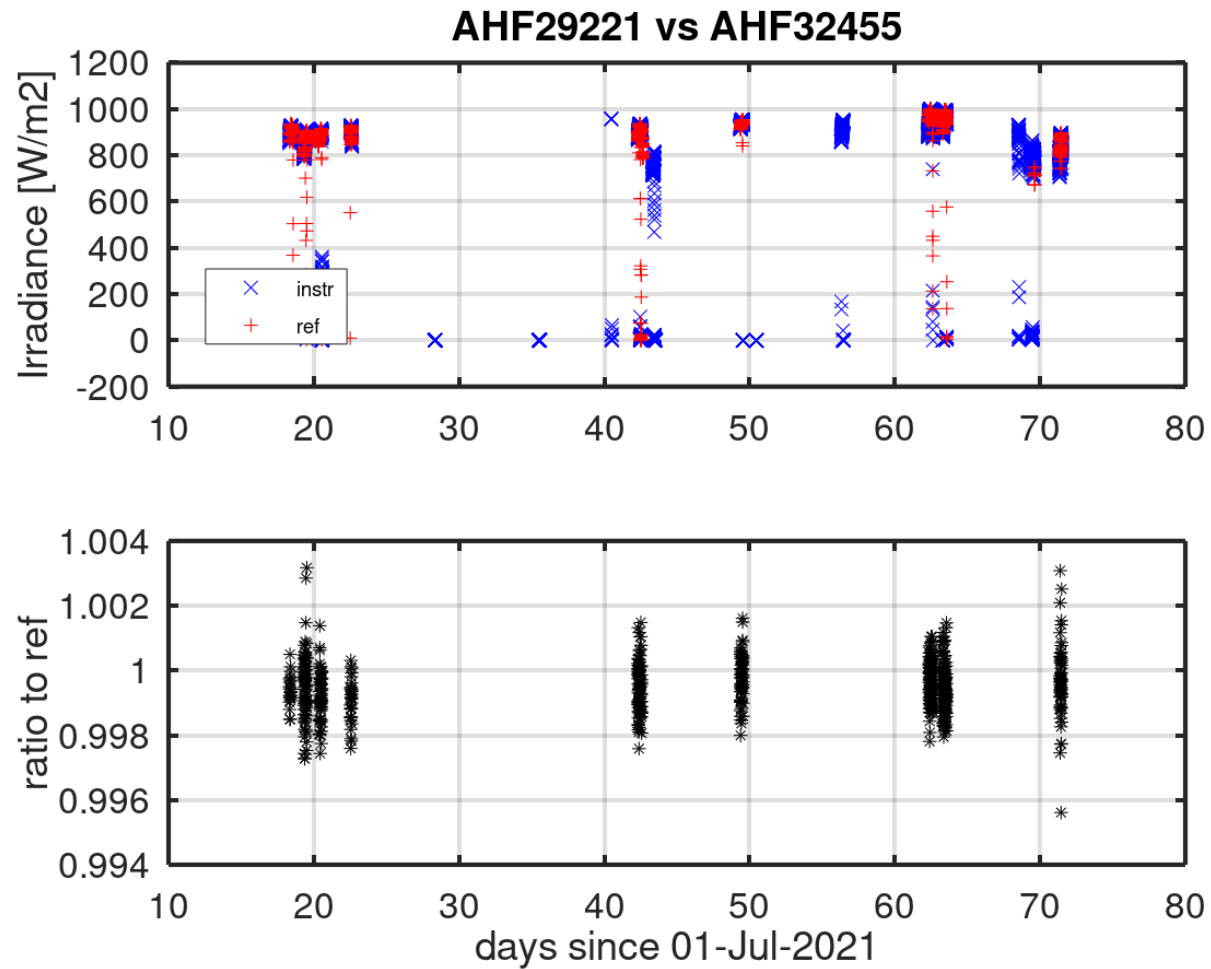 AHF29221 vs AHF32455
Irradiance [W/m2]
1200
1000
800
600
400
200
0
-200
instr
ref
10 20 30 40 50 60 70 80
ratio to ref
1.004
1.002
1
0.998
0.996
0.994
10 20 30 40 50 60 70 80
days since 01-Jul-2021